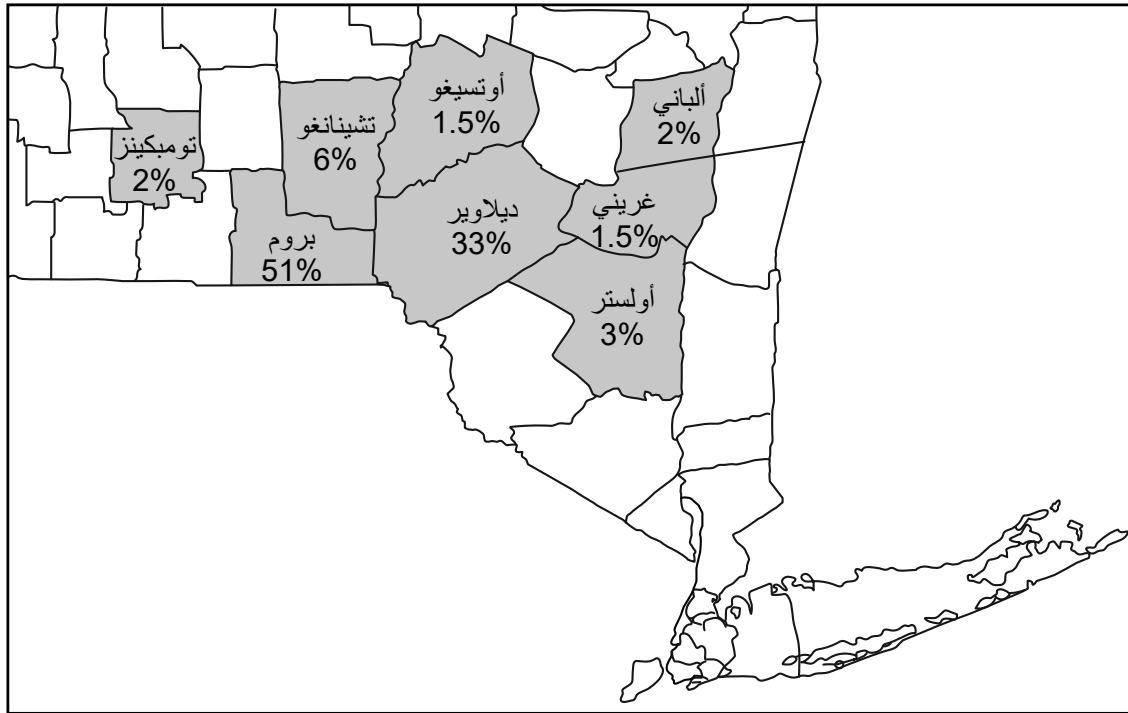 أوتسيغو
1.5%
ألباني
2%
تشينانغو
6%
تومبكينز
2%
ديلاوير
33%
غريني
1.5%
بروم
51%
أولستر
3%